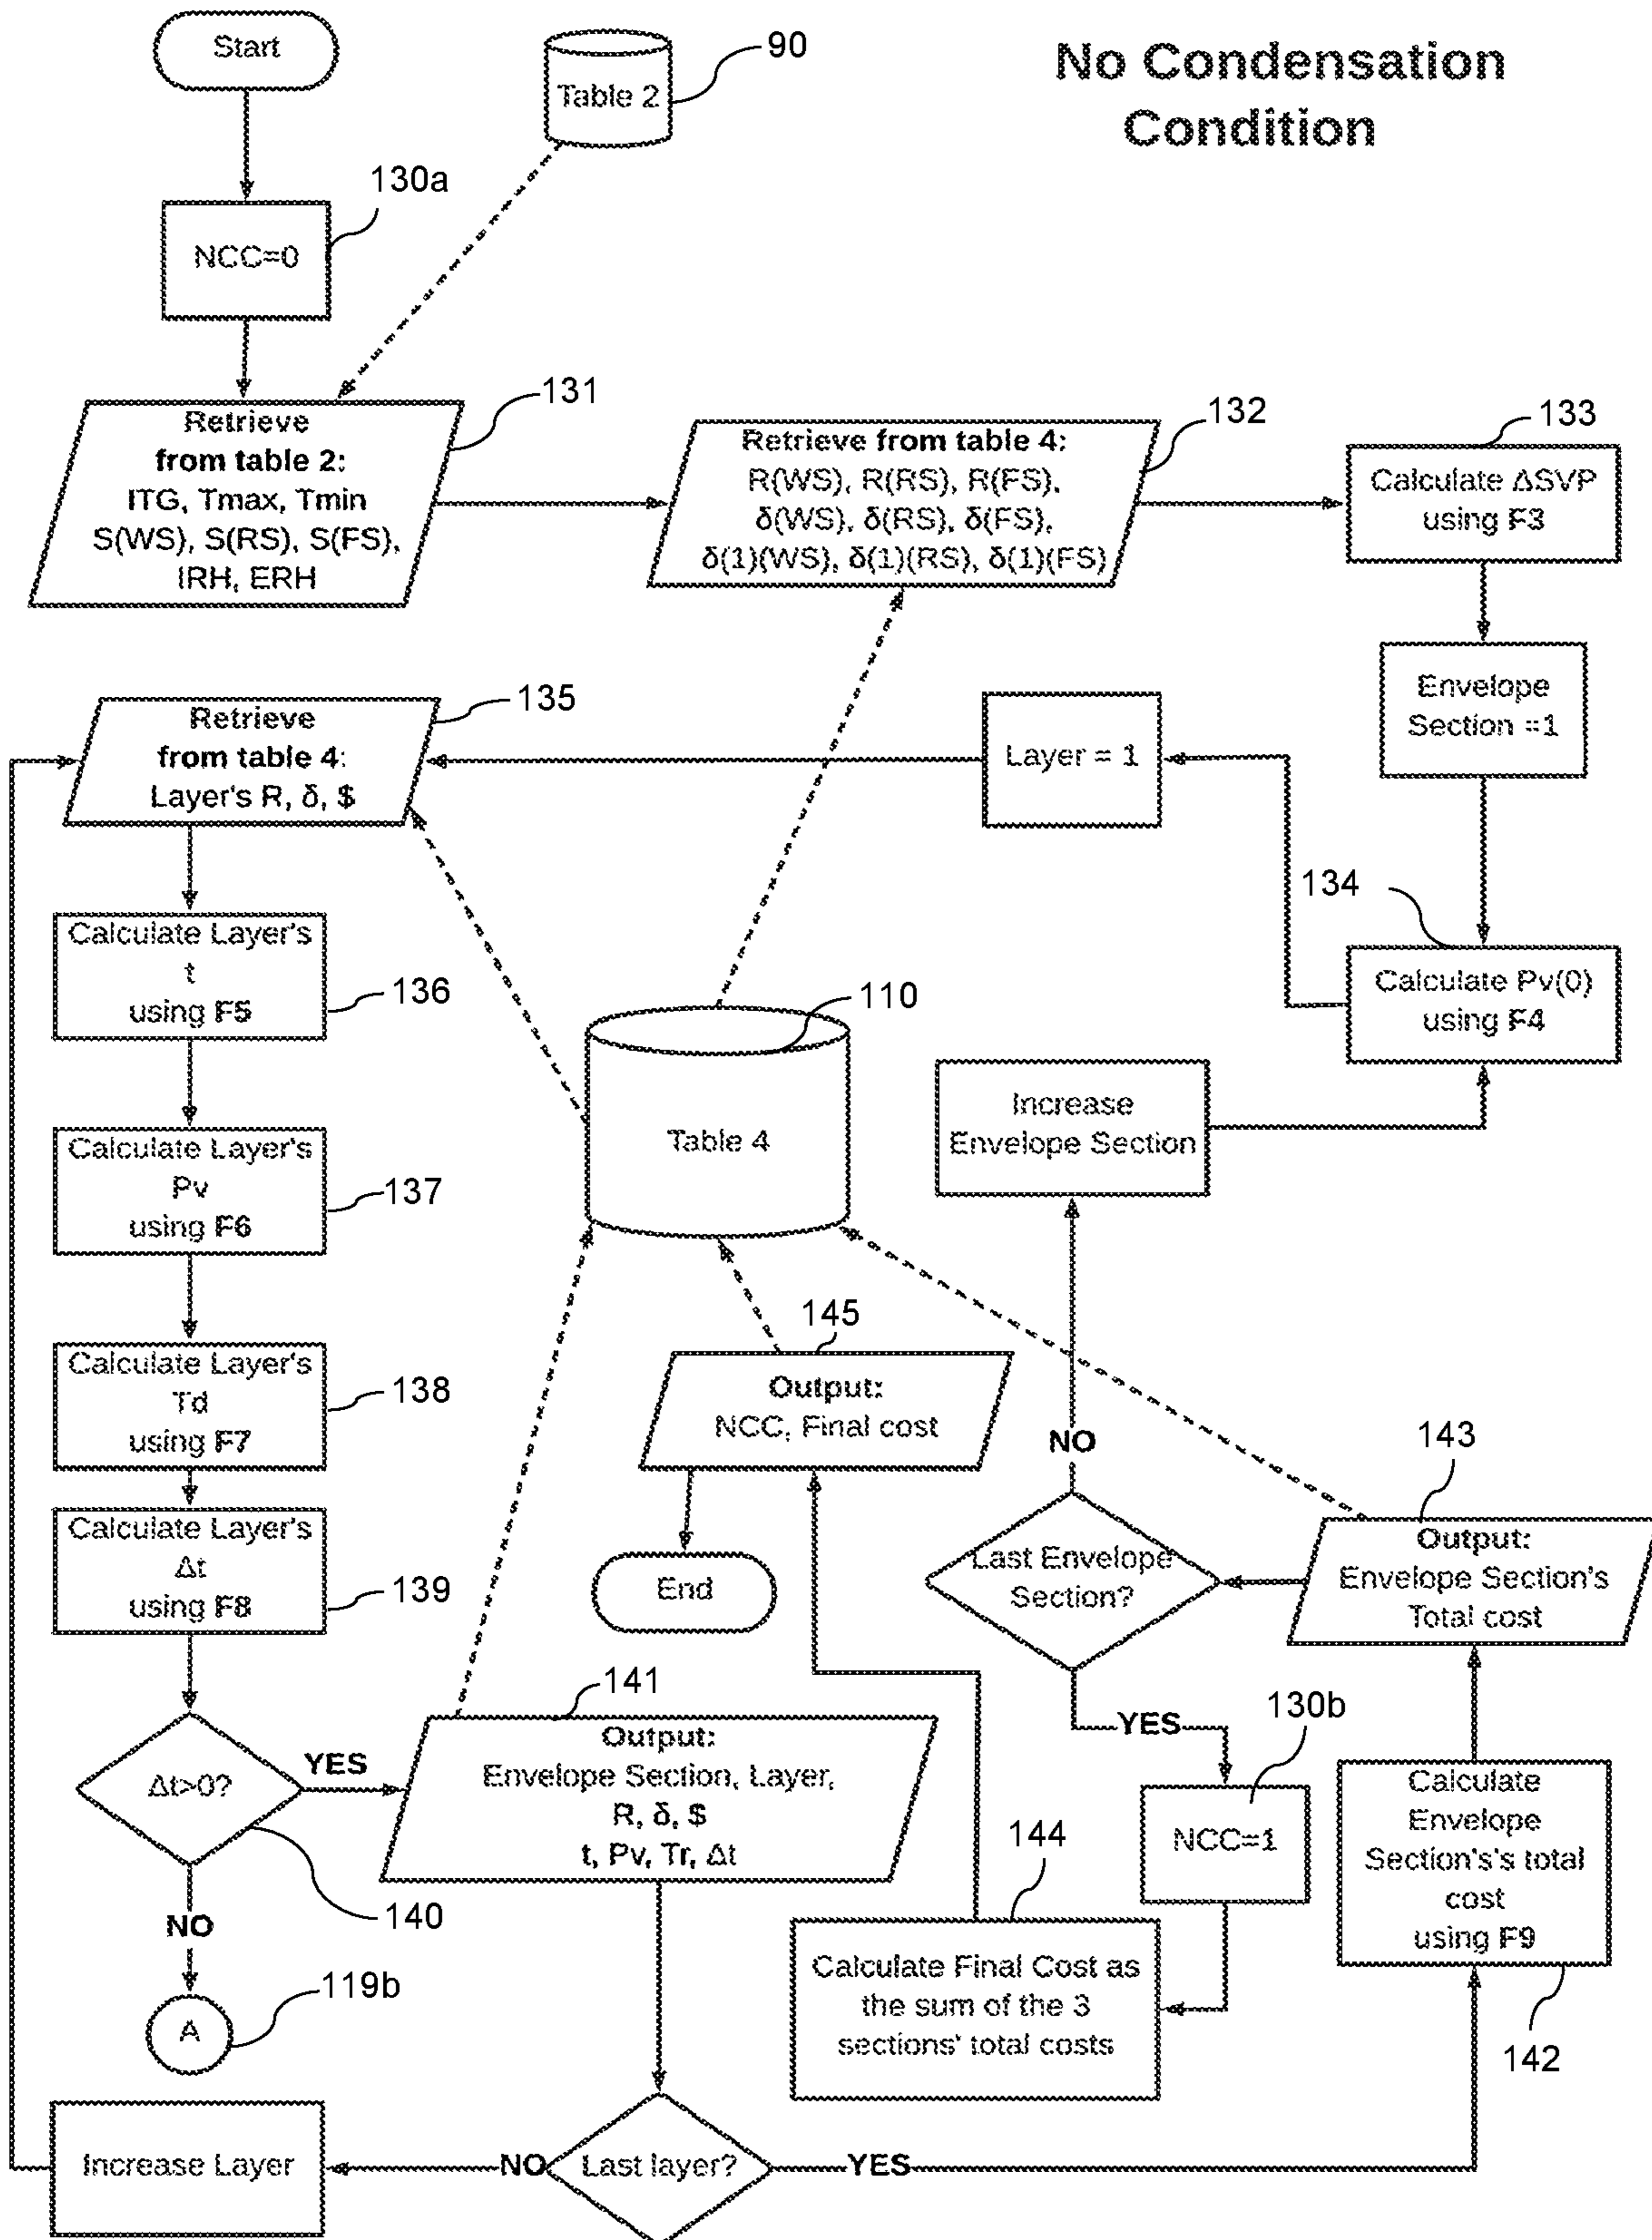 No Condensation
Condition
Start
90
Table 2
130a
NCC=0
131
Retrieve
from table 2:
ITG, Tmax, Tmin
S(WS), S(RS), S(FS),
IRH, ERH
132
Retrieve from table 4:
R(WS), R(RS), R(FS),
δ(WS), δ(RS), δ(FS),
δ(1)(WS), δ(1)(RS), δ(1)(FS)
133
Calculate ΔSVP
using F3
Envelope
Section =1
134
Calculate Pv(0)
using F4
Layer = 1
135
Retrieve
from table 4:
Layer's R, δ, $
Calculate Layer's
t
using F5
136
Calculate Layer's
Pv
using F6
137
Calculate Layer's
Td
using F7
138
Calculate Layer's
Δt
using F8
139
110
Table 4
Increase
Envelope Section
145
Output:
NCC, Final cost
End
NO
Last Envelope
Section?
YES
143
Output:
Envelope Section's
Total cost
130b
NCC=1
Calculate
Envelope
Section's's total
cost
using F9
142
144
Calculate Final Cost as
the sum of the 3
sections' total costs
Δt>0?
YES
140
NO
A
119b
141
Output:
Envelope Section, Layer,
R, δ, $
t, Pv, Tr, Δt
Increase Layer
NO
Last layer?
YES